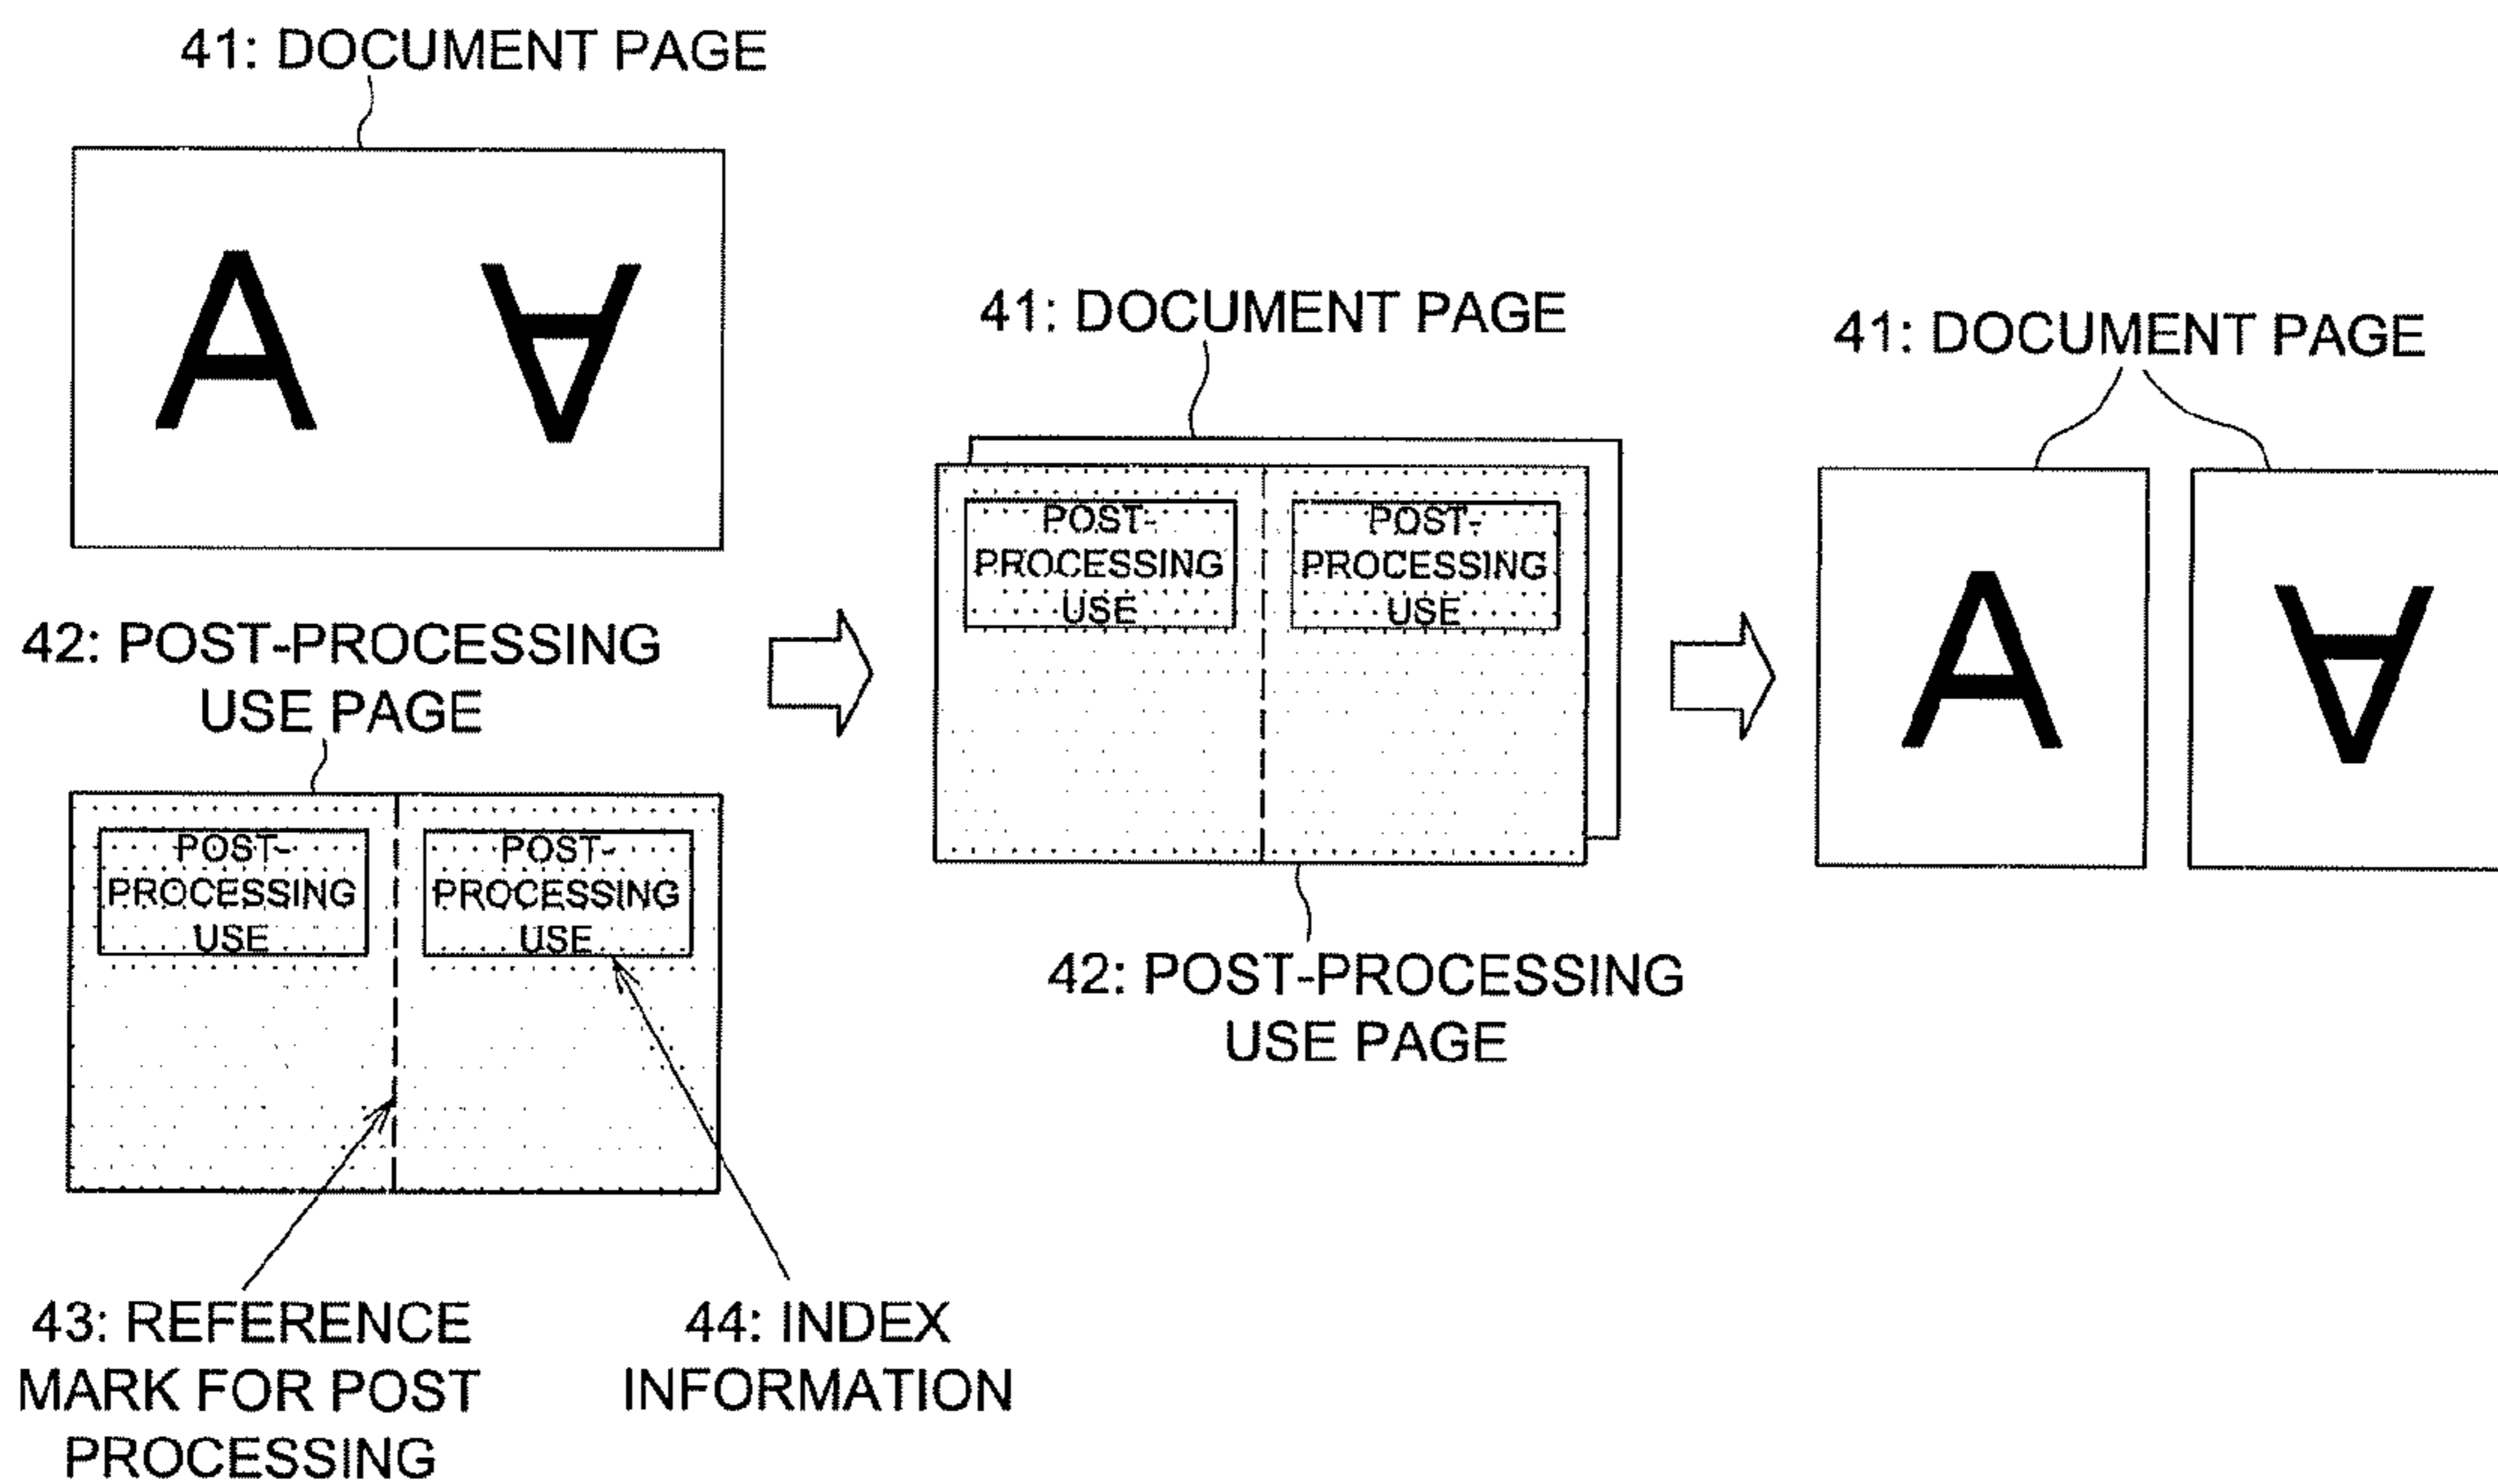 41: DOCUMENT PAGE
A ∀
42: POST-PROCESSING
USE PAGE
POST-
PROCESSING
USE
POST-
PROCESSING
USE
43: REFERENCE
MARK FOR POST
PROCESSING
44: INDEX
INFORMATION
41: DOCUMENT PAGE
POST-
PROCESSING
USE
POST-
PROCESSING
USE
42: POST-PROCESSING
USE PAGE
41: DOCUMENT PAGE
A
∀